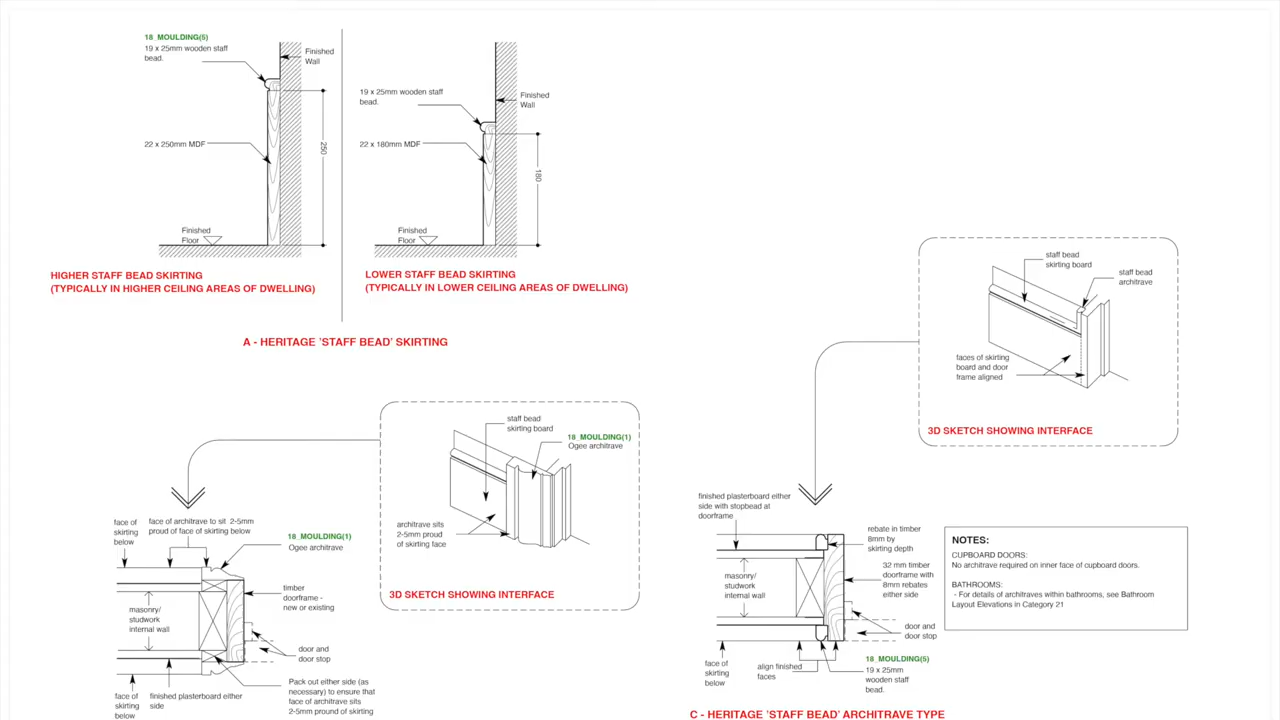 18_MOULDING(5)
19 x 25mm wooden staff
bead.
Finished
Wall
22 x 250mm MDF
250
Finished
Floor
HIGHER STAFF BEAD SKIRTING
(TYPICALLY IN HIGHER CEILING AREAS OF DWELLING)
19 x 25mm wooden staff
bead.
Finished
Wall
22 x 180mm MDF
180
Finished
Floor
LOWER STAFF BEAD SKIRTING
(TYPICALLY IN LOWER CEILING AREAS OF DWELLING)
A - HERITAGE 'STAFF BEAD' SKIRTING
staff bead
skirting board
18_MOULDING(1)
Ogee architrave
architrave sits
2-5mm proud
of skirting face
3D SKETCH SHOWING INTERFACE
face of
skirting
below
face of architrave to sit 2-5mm
proud of face of skirting below
18_MOULDING(1)
Ogee architrave
timber
doorframe -
new or existing
masonry/
studwork
internal wall
door and
door stop
face of
skirting
below
finished plasterboard either
side
Pack out either side (as
necessary) to ensure that
face of architrave sits
2-5mm pround of skirting
staff bead
skirting board
staff bead
architrave
faces of skirting
board and door
frame aligned
3D SKETCH SHOWING INTERFACE
finished plasterboard either
side with stopbead at
doorframe
rebate in timber
8mm by
skirting depth
32 mm timber
doorframe with
8mm rebates
either side
masonry/
studwork
internal wall
door and
door stop
face of
skirting
below
align finished
faces
18_MOULDING(5)
19 x 25mm
wooden staff
bead.
C - HERITAGE 'STAFF BEAD' ARCHITRAVE TYPE
NOTES:
CUPBOARD DOORS:
No architrave required on inner face of cupboard doors.
BATHROOMS:
- For details of architraves within bathrooms, see Bathroom
Layout Elevations in Category 21